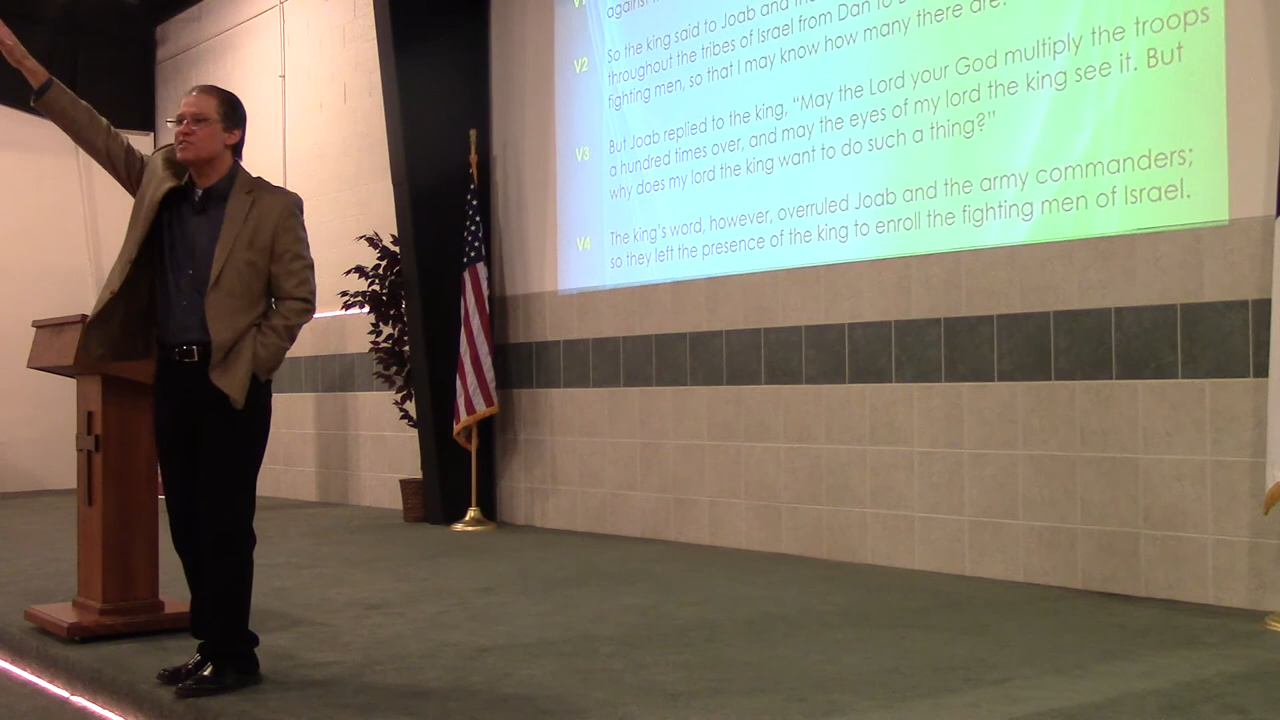 V1
against
V2 So the king said to Joab and the
throughout the tribes of Israel from Dan to
fighting men, so that I may know how many there are.
V3 But Joab replied to the king, “May the Lord your God multiply the troops
a hundred times over, and may the eyes of my lord the king see it. But
why does my lord the king want to do such a thing?”
V4 The king’s word, however, overruled Joab and the army commanders;
so they left the presence of the king to enroll the fighting men of Israel.